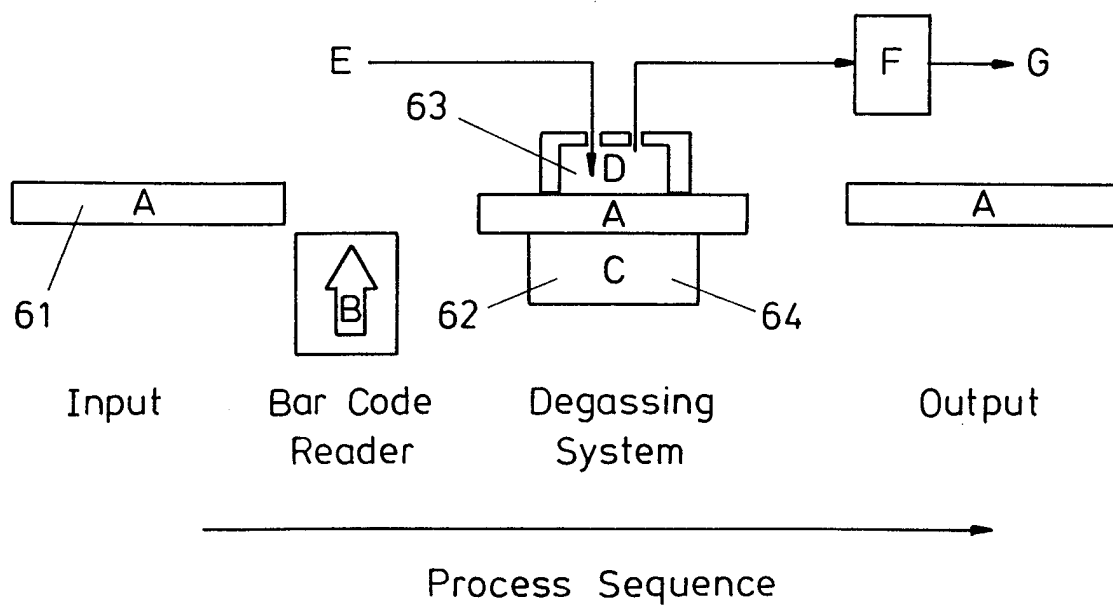 E
F
G
63
D
A
A
A
B
C
61
62
64
Input
Bar Code
Reader
Degassing
System
Output
Process Sequence